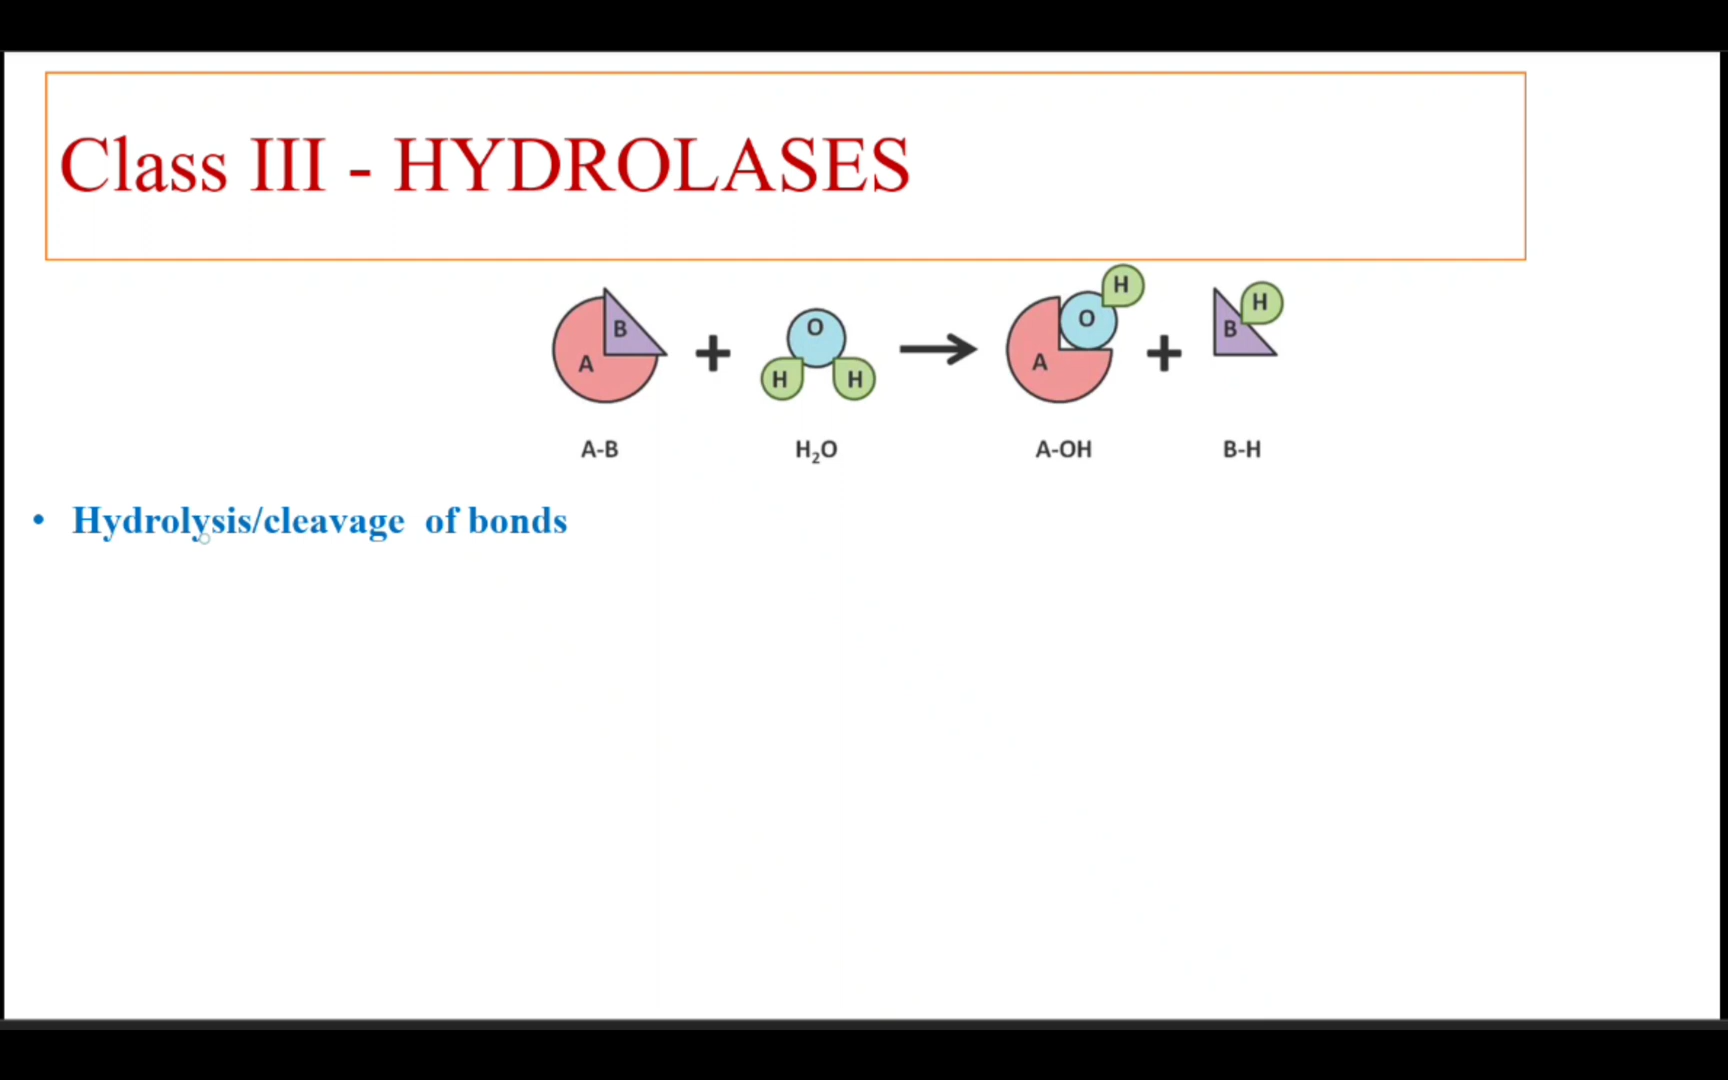 Class III - HYDROLASES
A B + O H H → A O H + B H
A-B H₂O A-OH B-H
• Hydrolysis/cleavage of bonds